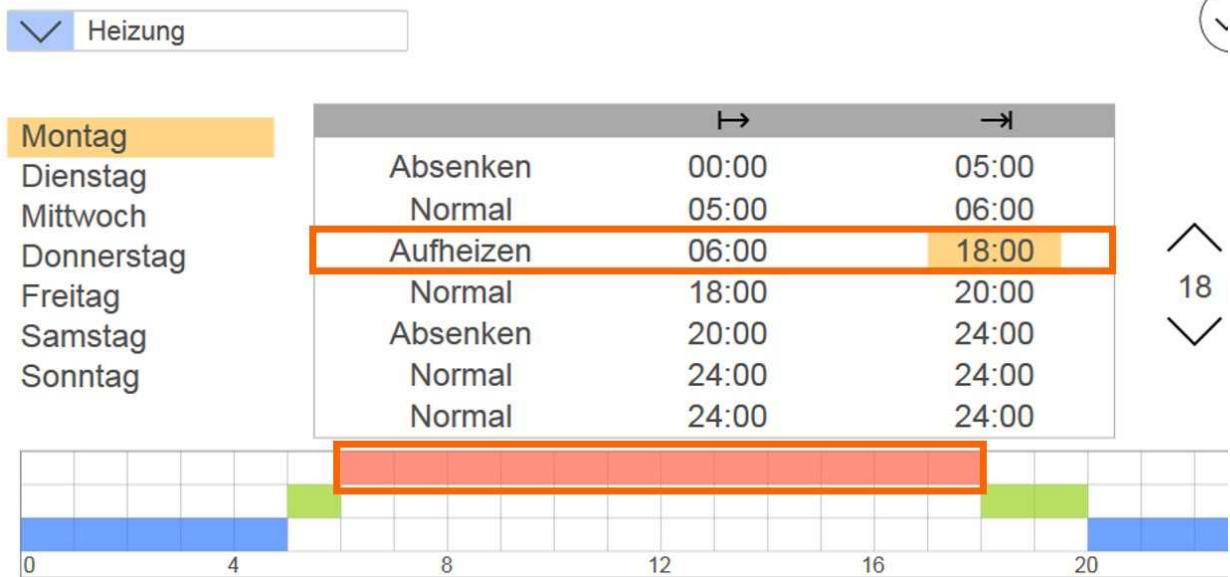 Heizung
Montag
Dienstag
Mittwoch
Donnerstag
Freitag
Samstag
Sonntag
Absenken 00:00 05:00
Normal 05:00 06:00
Aufheizen 06:00 18:00
Normal 18:00 20:00
Absenken 20:00 24:00
Normal 24:00 24:00
Normal 24:00 24:00
18
0 4 8 12 16 20